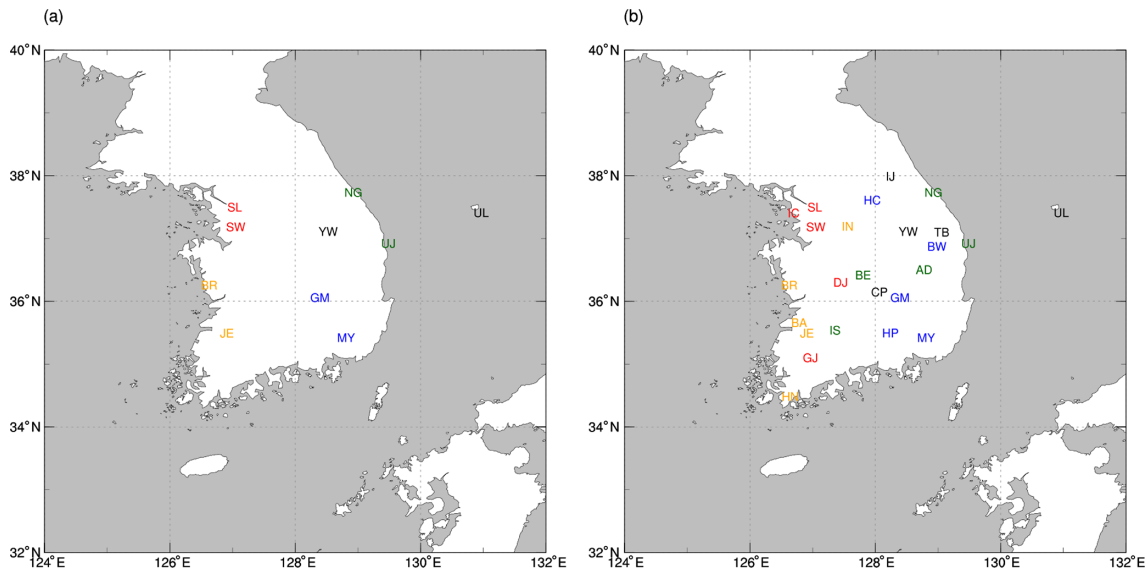 (a)
40°N
38°N
36°N
34°N
32°N
124°E
126°E
128°E
130°E
132°E
NG
SL
UL
SW
YW
UJ
BR
GM
JE
MY
(b)
40°N
38°N
36°N
34°N
32°N
124°E
126°E
128°E
130°E
132°E
IJ
NG
HC
SL
IC
UL
SW
IN
YW
TB
BW
UJ
AD
BE
DJ
BR
CP
GM
BA
JE
IS
HP
MY
GJ
HN